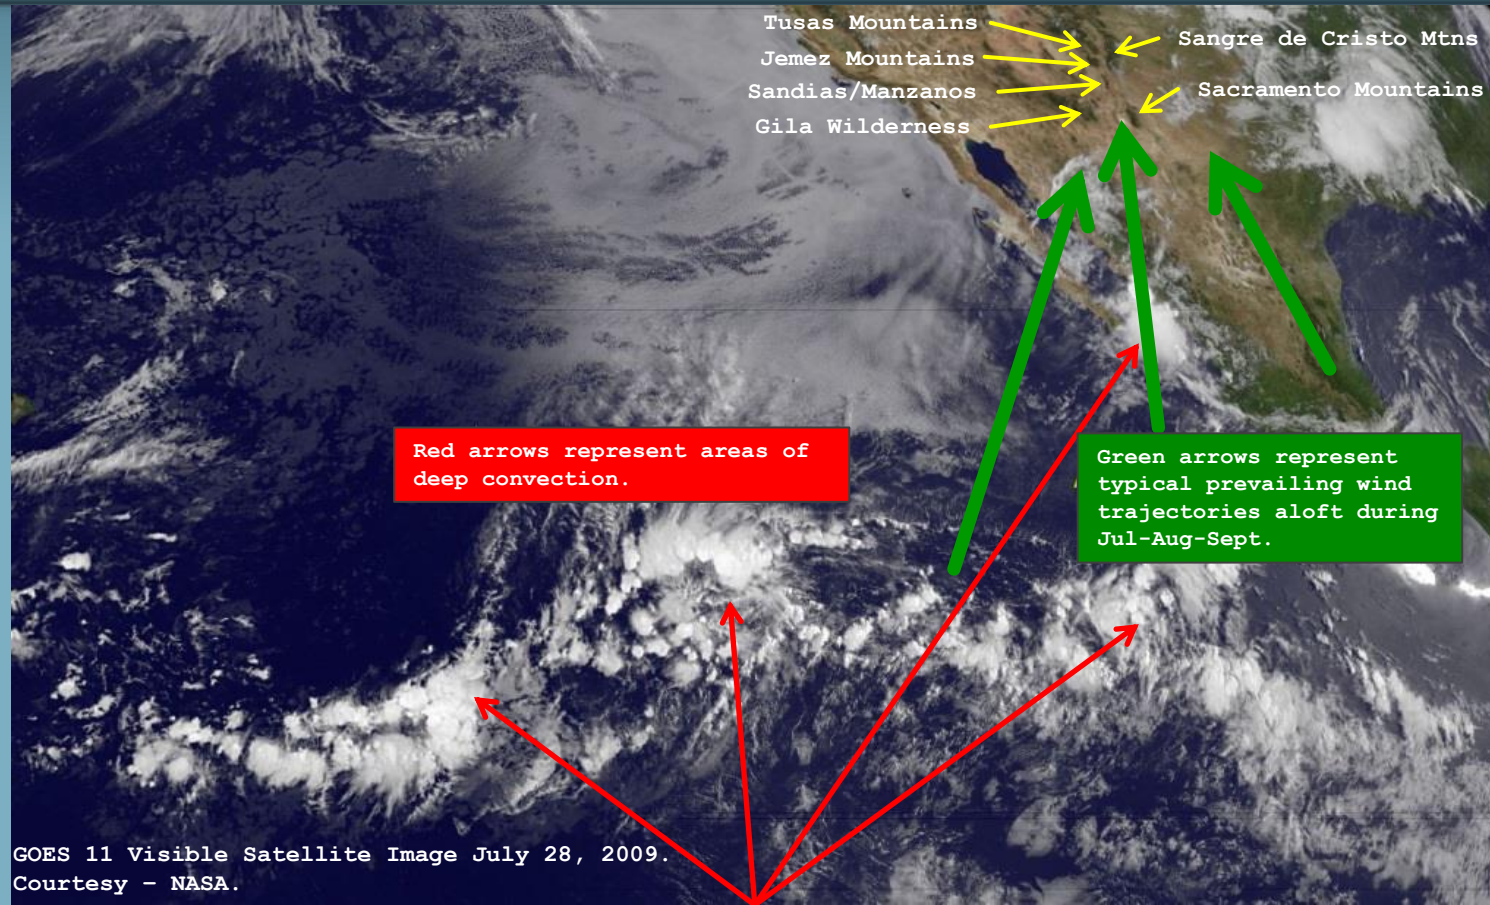 Tusas Mountains
Sangre de Cristo Mtns
Jemez Mountains
Sandias/Manzanos
Sacramento Mountains
Gila Wilderness
Red arrows represent areas of
deep convection.
Green arrows represent
typical prevailing wind
trajectories aloft during
Jul-Aug-Sept.
GOES 11 Visible Satellite Image July 28, 2009.
Courtesy – NASA.